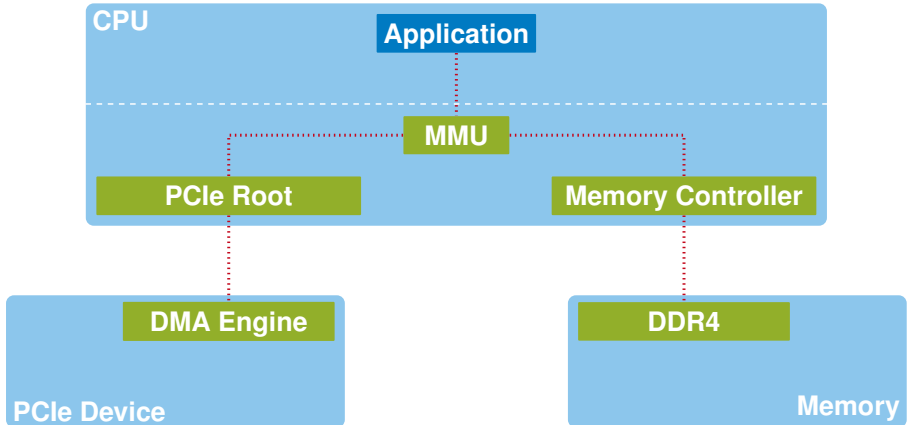 CPU
Application
MMU
PCIe Root
Memory Controller
DMA Engine
DDR4
PCIe Device
Memory